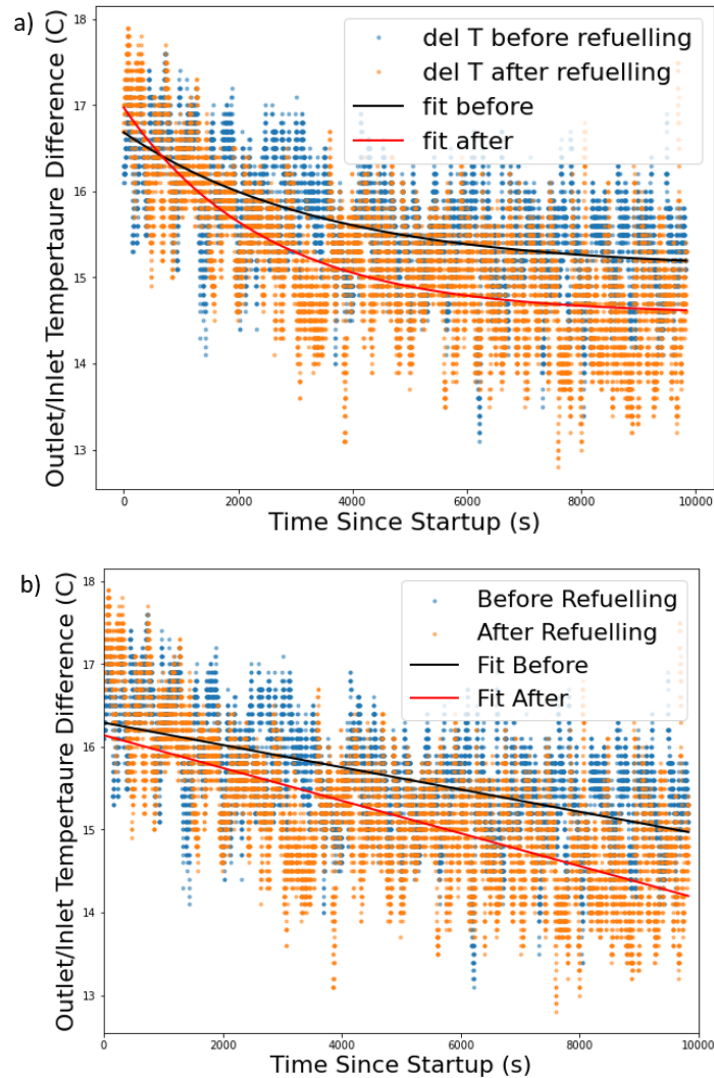 a)
18
17
16
15
14
13
Outlet/Inlet Tempertaure Difference (C)
del T before refuelling
del T after refuelling
fit before
fit after
0
2000
4000
6000
8000
10000
Time Since Startup (s)
b)
18
17
16
15
14
13
Outlet/Inlet Tempertaure Difference (C)
Before Refuelling
After Refuelling
Fit Before
Fit After
0
2000
4000
6000
8000
10000
Time Since Startup (s)